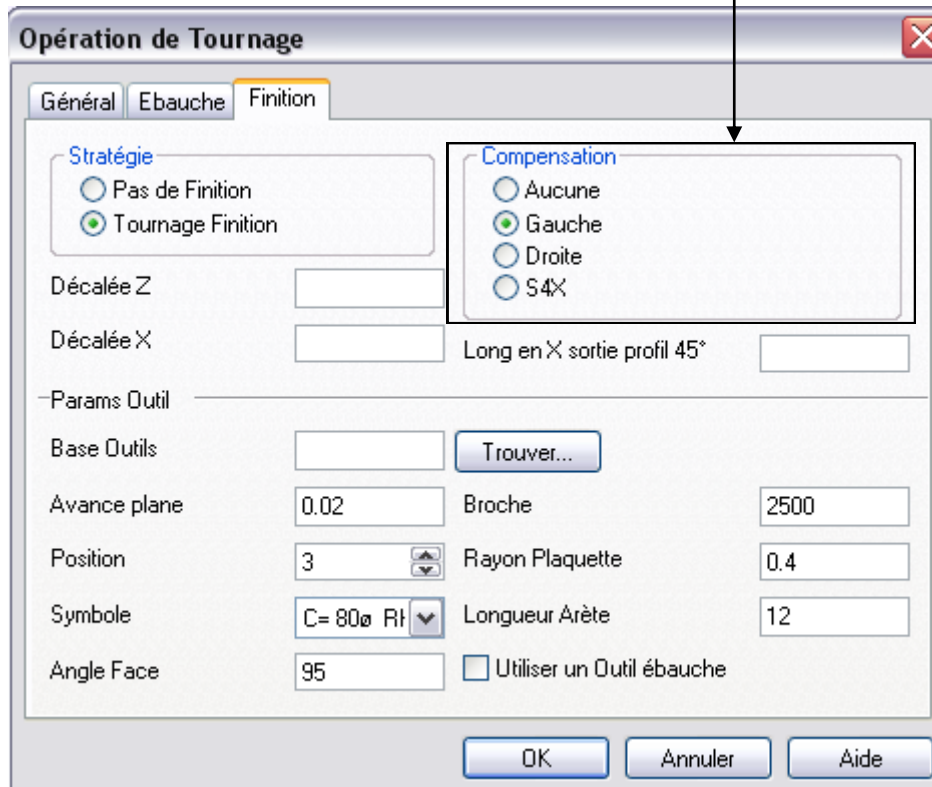 Opération de Tournage
Général Ebauche Finition
Stratégie
Pas de Finition
Tournage Finition
Compensation
Aucune
Gauche
Droite
S4X
Décalée Z
Décalée X
Long en X sortie profil 45°
Params Outil
Base Outils Trouver...
Avance plane 0.02 Broche 2500
Position 3 Rayon Plaquette 0.4
Symbole C= 80ø Longueur Arète 12
Angle Face 95 Utiliser un Outil ébauche
OK Annuler Aide